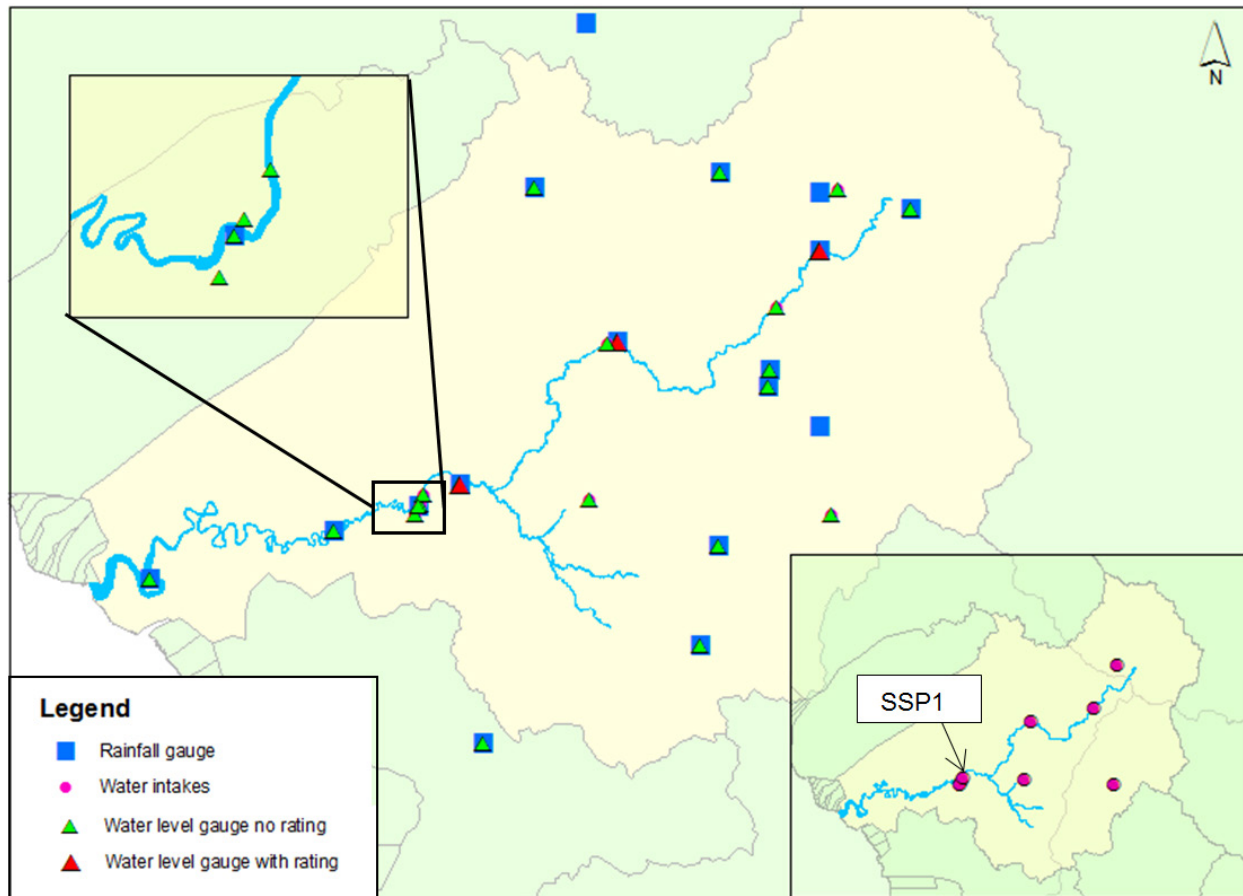 N
SSP1
Legend
Rainfall gauge
Water intakes
Water level gauge no rating
Water level gauge with rating